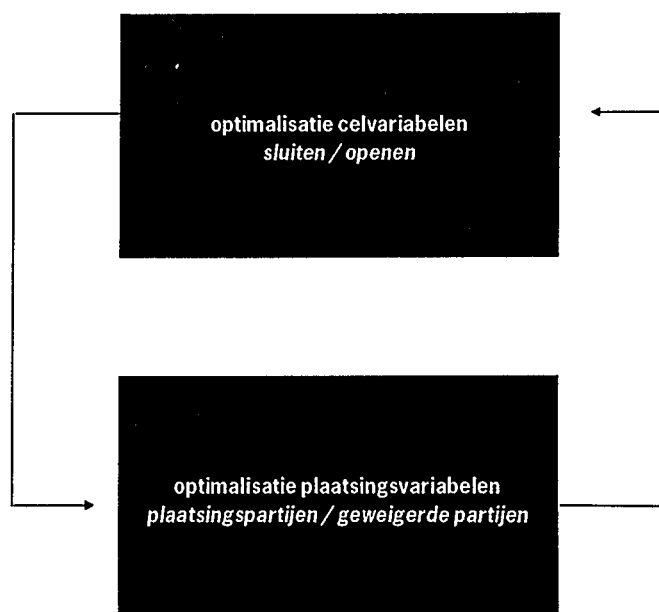 optimalisatie celvariabelen
sluiten / openen
optimalisatie plaatsingsvariabelen
plaatsingspartijen / geweigerde partijen